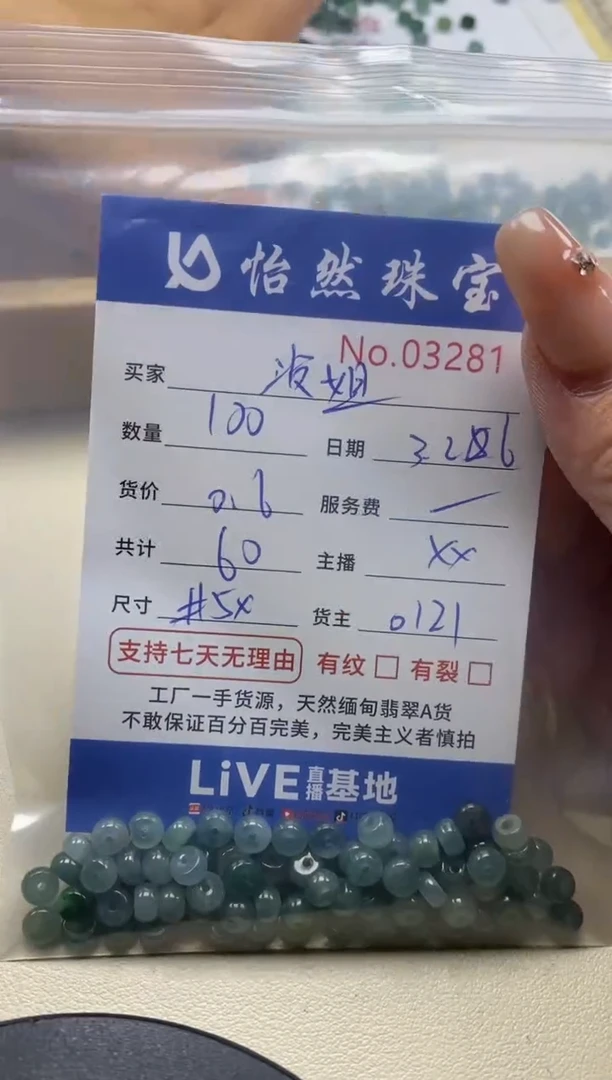 怡然珠宝
No.03281
买家
数量 100 日期
货价 0.6 服务费 —
共计 60 主播 XX
尺寸 #5X 货主 0121
支持七天无理由 有纹 □ 有裂 □
工厂一手货源，天然缅甸翡翠A货
不敢保证百分百完美，完美主义者慎拍
LiVE直播基地